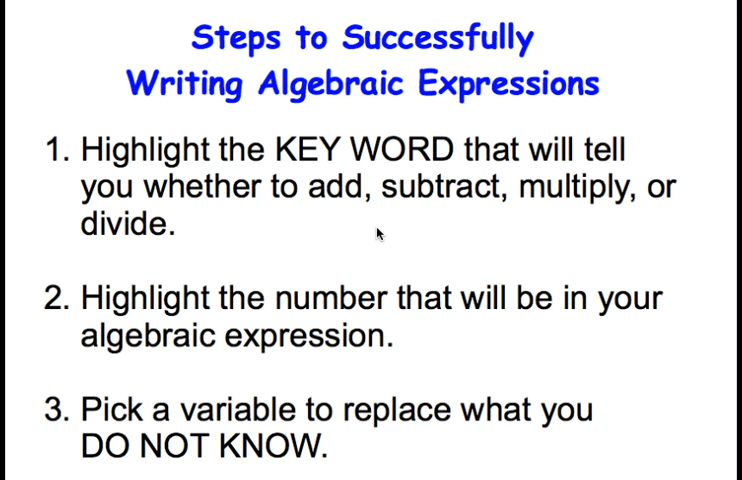 Steps to Successfully
Writing Algebraic Expressions
1. Highlight the KEY WORD that will tell
you whether to add, subtract, multiply, or
divide.
2. Highlight the number that will be in your
algebraic expression.
3. Pick a variable to replace what you
DO NOT KNOW.